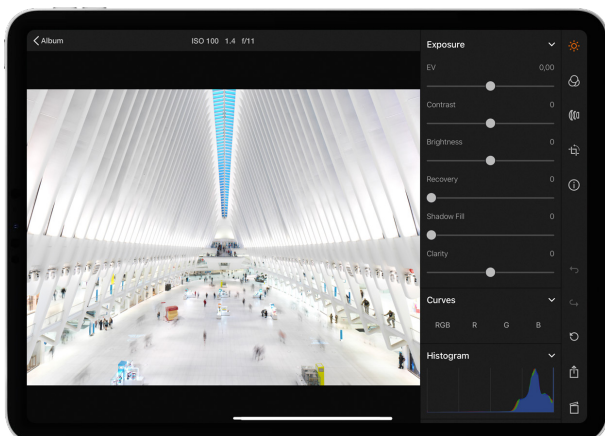 Album
ISO 100 1.4 f/11
Exposure
EV 0,00
Contrast 0
Brightness 0
Recovery 0
Shadow Fill 0
Clarity 0
Curves
RGB R G B
Histogram